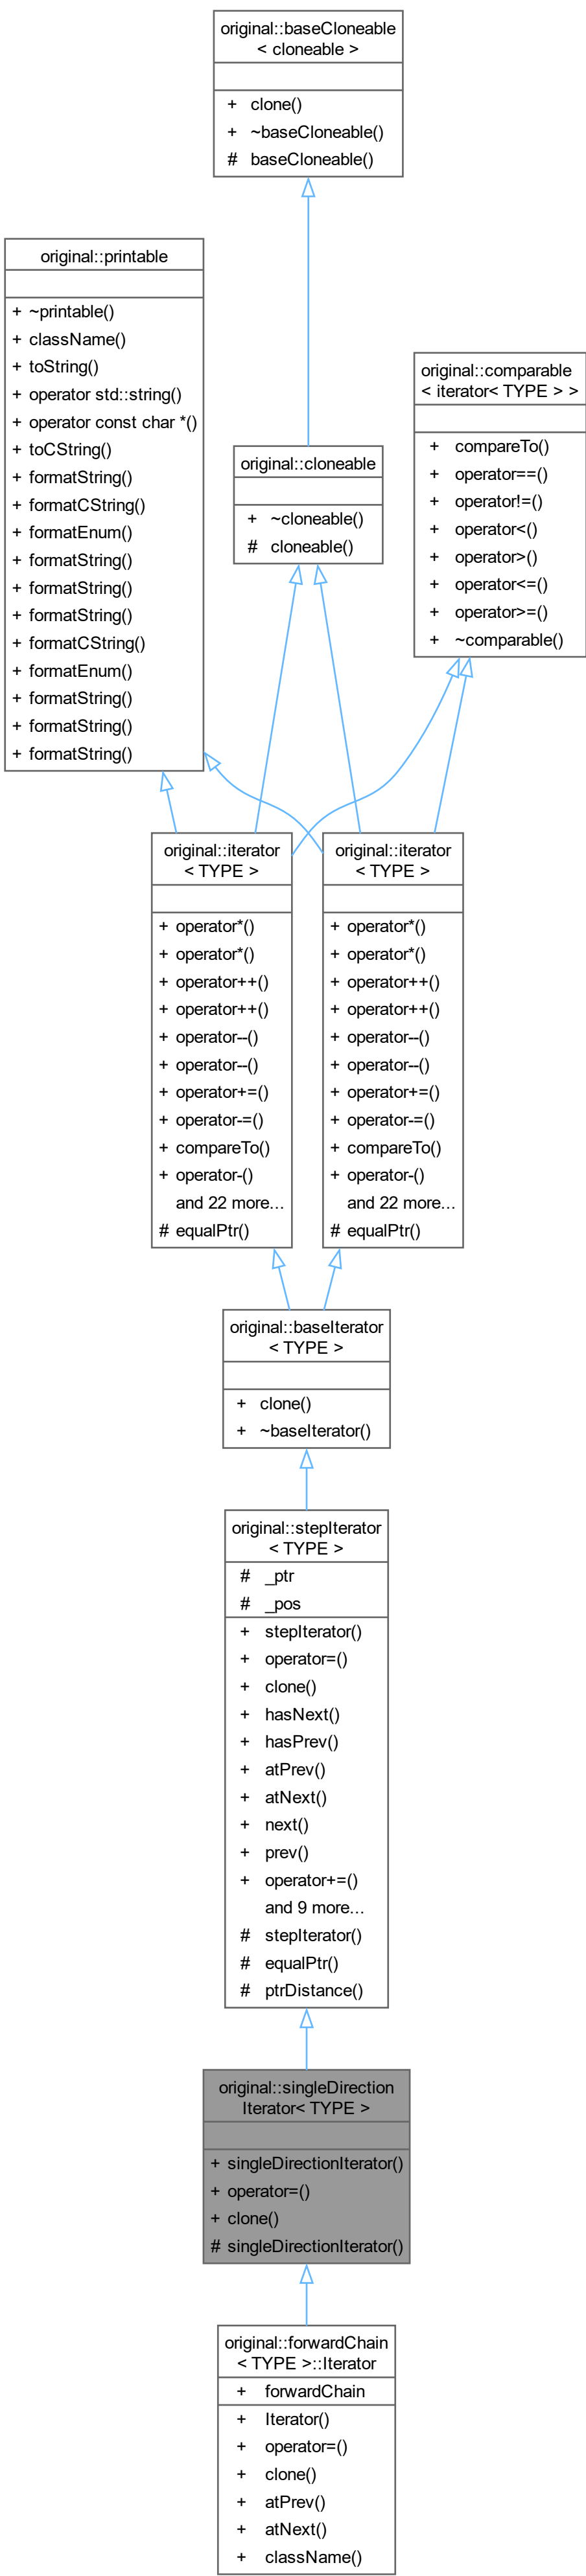 original::baseCloneable
< cloneable >
+ clone()
+ ~baseCloneable()
# baseCloneable()
original::printable
+ ~printable()
+ className()
+ toString()
+ operator std::string()
+ operator const char *()
+ toCString()
+ formatString()
+ formatCString()
+ formatEnum()
+ formatString()
+ formatString()
+ formatString()
+ formatCString()
+ formatEnum()
+ formatString()
+ formatString()
+ formatString()
original::comparable
< iterator< TYPE > >
+ compareTo()
+ operator==()
+ operator!=()
+ operator<()
+ operator>()
+ operator<=()
+ operator>=()
+ ~comparable()
original::cloneable
+ ~cloneable()
# cloneable()
original::iterator
< TYPE >
+ operator*()
+ operator*()
+ operator++()
+ operator++()
+ operator--()
+ operator--()
+ operator+=()
+ operator-=()
+ compareTo()
+ operator-()
and 22 more...
# equalPtr()
original::iterator
< TYPE >
+ operator*()
+ operator*()
+ operator++()
+ operator++()
+ operator--()
+ operator--()
+ operator+=()
+ operator-=()
+ compareTo()
+ operator-()
and 22 more...
# equalPtr()
original::baseIterator
< TYPE >
+ clone()
+ ~baseIterator()
original::stepIterator
< TYPE >
# _ptr
# _pos
+ stepIterator()
+ operator=()
+ clone()
+ hasNext()
+ hasPrev()
+ atPrev()
+ atNext()
+ next()
+ prev()
+ operator+=()
and 9 more...
# stepIterator()
# equalPtr()
# ptrDistance()
original::singleDirection
Iterator< TYPE >
+ singleDirectionIterator()
+ operator=()
+ clone()
# singleDirectionIterator()
original::forwardChain
< TYPE >::Iterator
+ forwardChain
+ Iterator()
+ operator=()
+ clone()
+ atPrev()
+ atNext()
+ className()